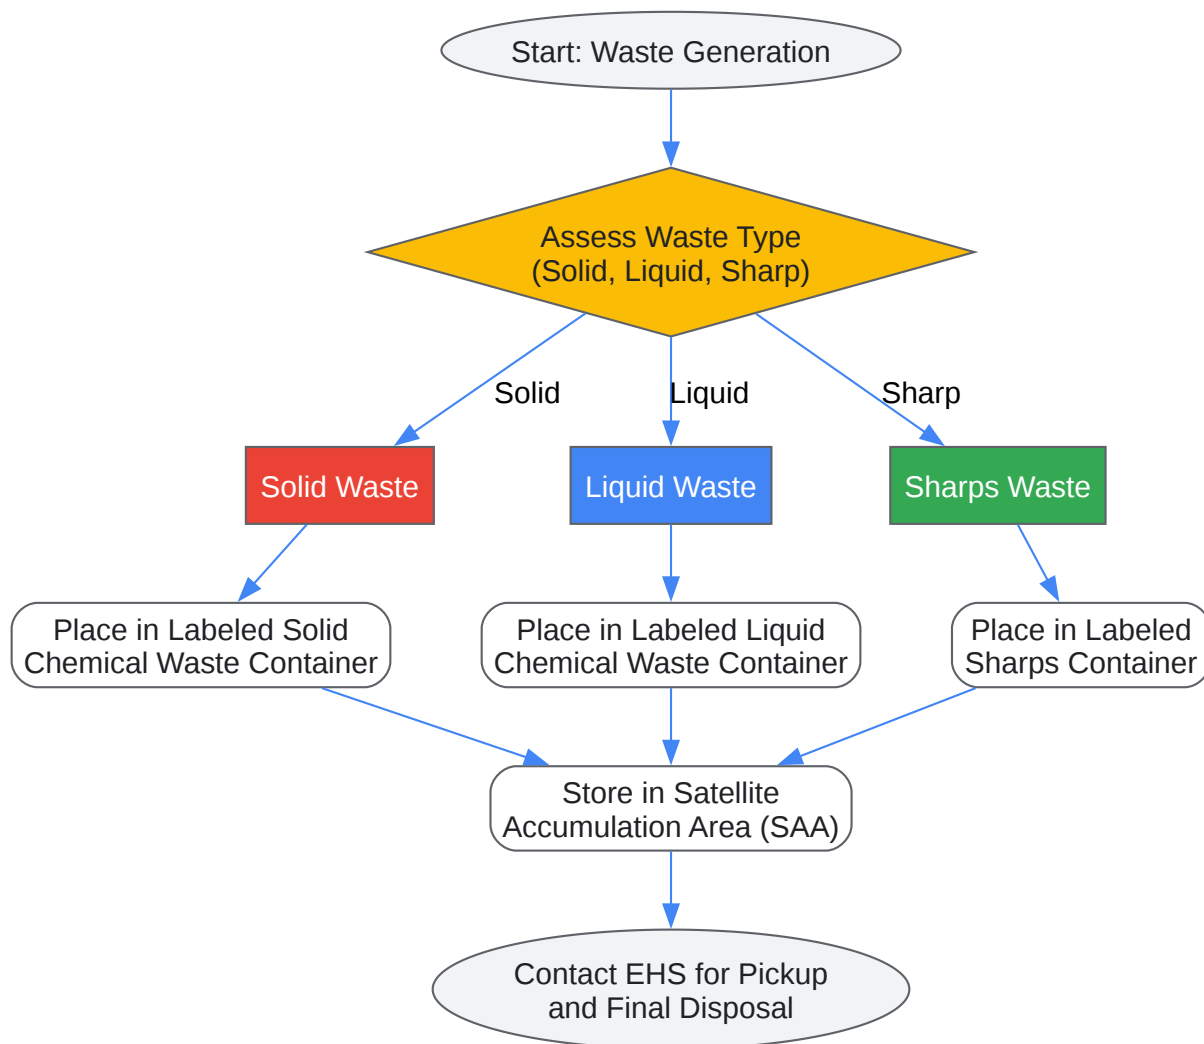 Start: Waste Generation
Assess Waste Type
(Solid, Liquid, Sharp)
Solid
Liquid
Sharp
Solid Waste
Liquid Waste
Sharps Waste
Place in Labeled Solid
Chemical Waste Container
Place in Labeled Liquid
Chemical Waste Container
Place in Labeled
Sharps Container
Store in Satellite
Accumulation Area (SAA)
Contact EHS for Pickup
and Final Disposal